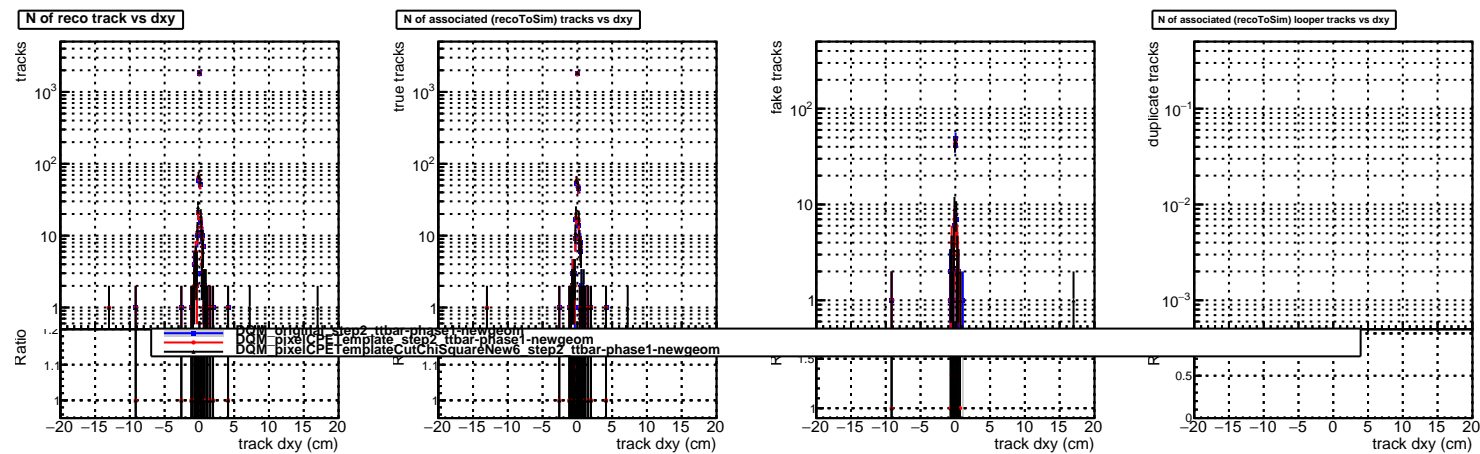 N of reco track vs dxy
N of associated (recoToSim) tracks vs dxy
N of associated (recoToSim) looper tracks vs dxy
tracks
10³
10²
10
1
true tracks
10³
10²
10
1
fake tracks
10²
10
1
duplicate tracks
10⁻¹
10⁻²
10⁻³
DQM_original_step2_ttbar-phase1-newgeom
DQM_pixelCPETemplate_step2_ttbar-phase1-newgeom
DQM_pixelCPETemplateCutChiSquareNew6_step2_ttbar-phase1-newgeom
Ratio
1.2
1.1
1
1.1
1
1.5
1
0.5
0
−20 −15 −10 −5 0 5 10 15 20
track dxy (cm)
−20 −15 −10 −5 0 5 10 15 20
track dxy (cm)
−20 −15 −10 −5 0 5 10 15 20
track dxy (cm)
−20 −15 −10 −5 0 5 10 15 20
track dxy (cm)